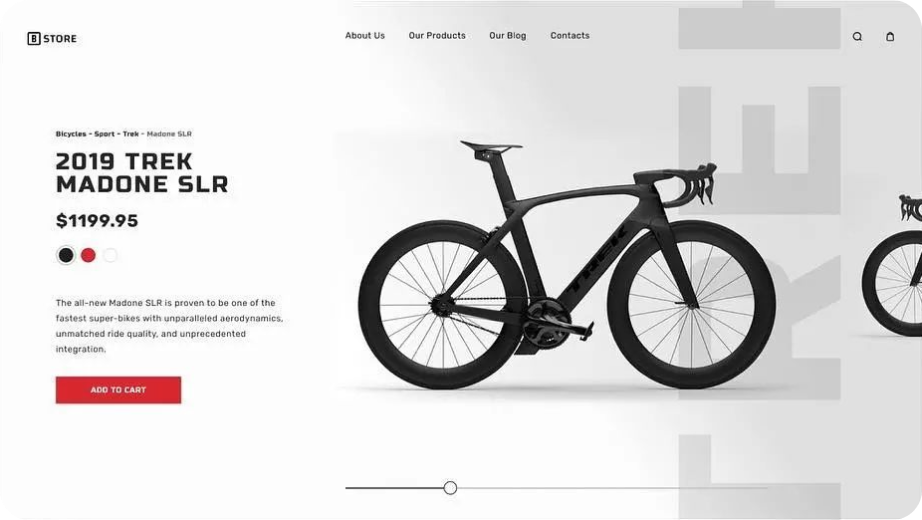 B STORE
About Us Our Products Our Blog Contacts
Bicycles - Sport - Trek - Madone SLR
2019 TREK
MADONE SLR
$1199.95
The all-new Madone SLR is proven to be one of the
fastest super-bikes with unparalleled aerodynamics,
unmatched ride quality, and unprecedented
integration.
ADD TO CART
TREK
TRE